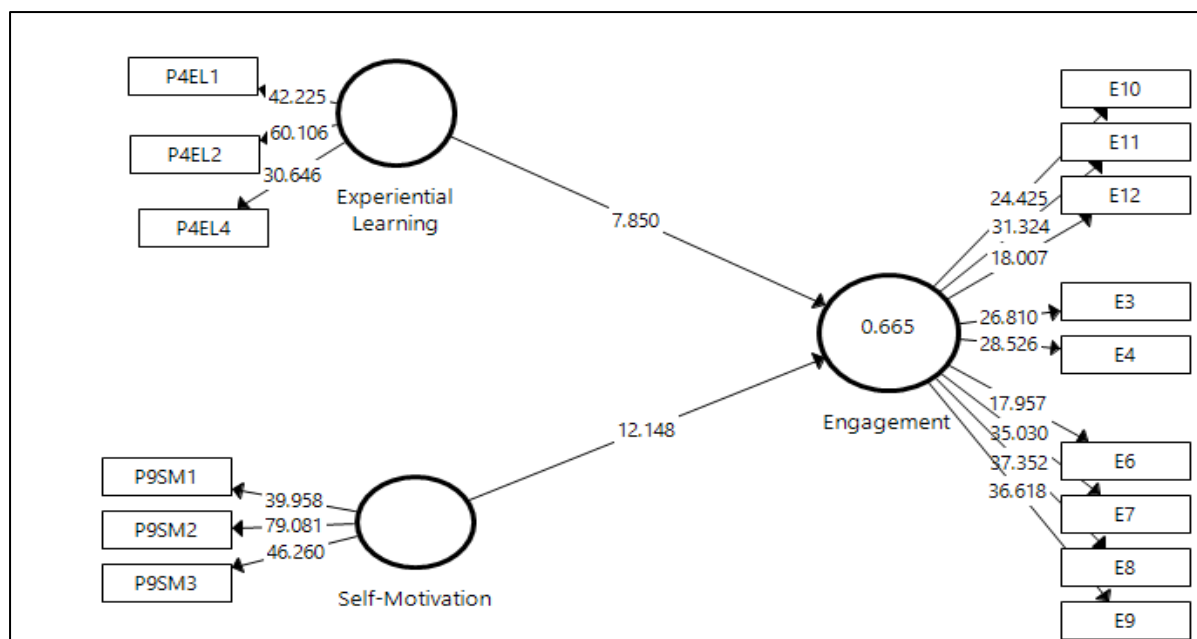 P4EL1
42.225
P4EL2
60.106
30.646
P4EL4
Experiential
Learning
7.850
P9SM1
39.958
P9SM2
79.081
46.260
P9SM3
Self-Motivation
12.148
0.665
Engagement
E10
E11
E12
24.425
31.324
18.007
26.810
E3
28.526
E4
17.957
35.030
37.352
36.618
E6
E7
E8
E9